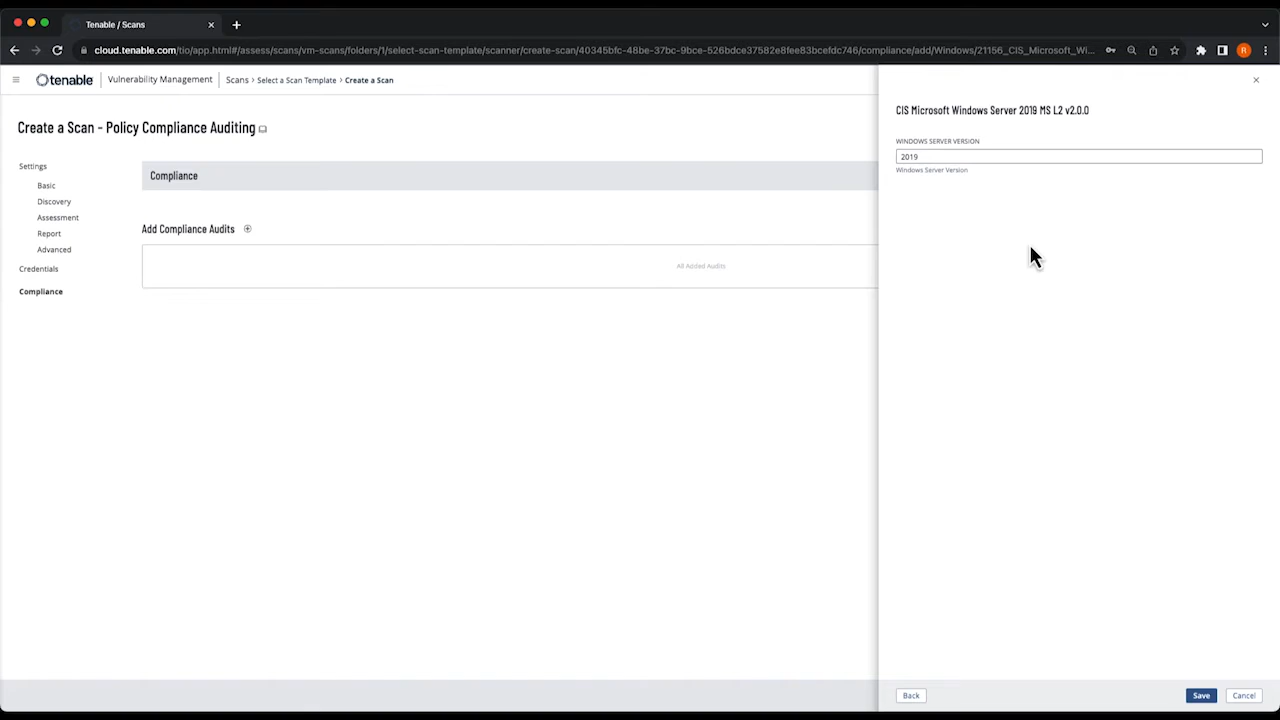 Tenable / Scans
cloud.tenable.com/tio/app.html#/assess/scans/vm-scans/folders/1/select-scan-template/scanner/create-scan/40345bfc-48be-37bc-9bce-526bdce37582e8fee83bcefdc746/compliance/add/Windows/21156_CIS_Microsoft_Wi...
R
tenable
Vulnerability Management
Scans > Select a Scan Template > Create a Scan
Create a Scan - Policy Compliance Auditing
Settings
Basic
Discovery
Assessment
Report
Advanced
Credentials
Compliance
Compliance
Add Compliance Audits
All Added Audits
CIS Microsoft Windows Server 2019 MS L2 v2.0.0
WINDOWS SERVER VERSION
2019
Windows Server Version
Back
Save
Cancel